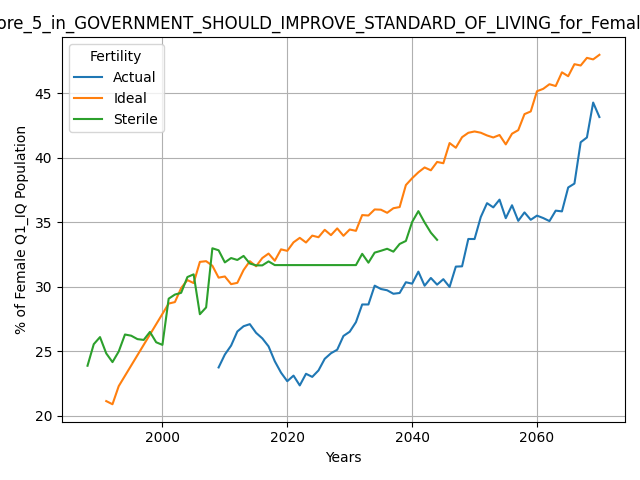 ore_5_in_GOVERNMENT_SHOULD_IMPROVE_STANDARD_OF_LIVING_for_Femal
Fertility
Actual
Ideal
Sterile
% of Female Q1_IQ Population
45
40
35
30
25
20
2000
2020
2040
2060
Years